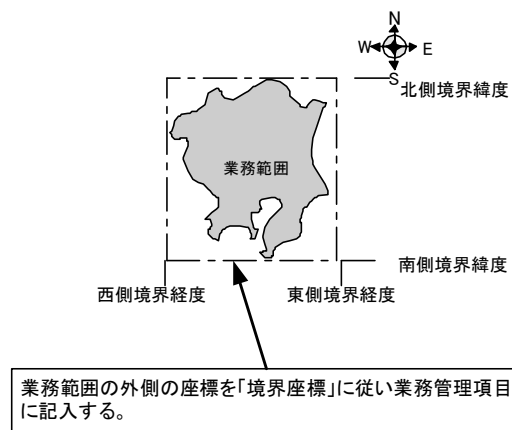 N
W E
S
北側境界緯度
業務範囲
南側境界緯度
西側境界経度 東側境界経度
業務範囲の外側の座標を「境界座標」に従い業務管理項目
に記入する。